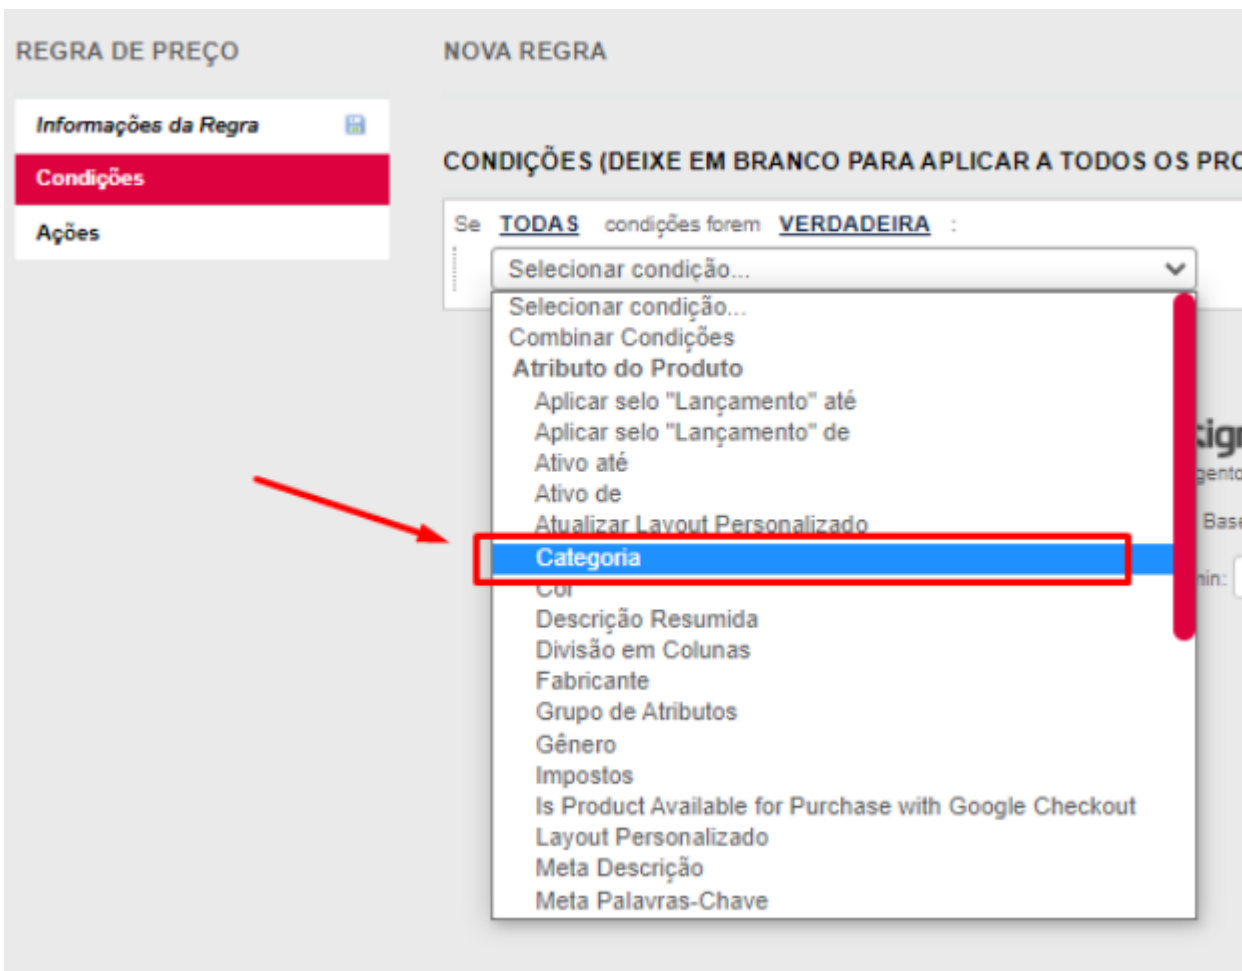 REGRA DE PREÇO
Informações da Regra
Condições
Ações
NOVA REGRA
CONDIÇÕES (DEIXE EM BRANCO PARA APLICAR A TODOS OS
Se TODAS condições forem VERDADEIRA :
Selecionar condição...
Selecionar condição...
Combinar Condições
Atributo do Produto
Aplicar selo "Lançamento" até
Aplicar selo "Lançamento" de
Ativo até
Ativo de
Atualizar Layout Personalizado
Categoria
Cor
Descrição Resumida
Divisão em Colunas
Fabricante
Grupo de Atributos
Gênero
Impostos
Is Product Available for Purchase with Google Checkout
Layout Personalizado
Meta Descrição
Meta Palavras-Chave